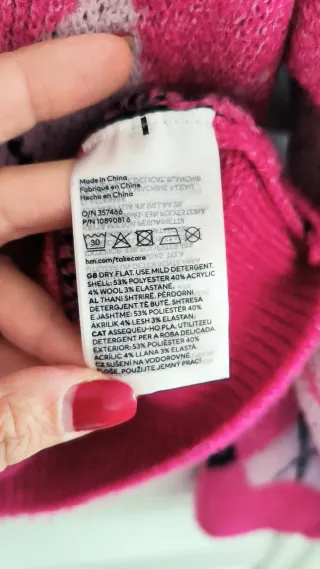 Made in China
Fabriqué en Chine
Hecho en China
O/N 357466
P/N 1089081 6
30
hm.com/takecare
GB DRY FLAT. USE MILD DETERGENT.
SHELL: 53% POLYESTER 40% ACRYLIC
4% WOOL 3% ELASTANE.
AL THANI SHTRIRË. PËRDORNI
DETERGJENT TË BUTË. SHTRESA
E JASHTME: 53% POLIESTËR 40%
AKRILIK 4% LESH 3% ELASTAN.
CAT ASSEQUEU-HO PLA. UTILITZEU
DETERGENT PER A ROBA DELICADA.
EXTERIOR: 53% POLIÈSTER 40%
ACRÍLIC 4% LLANA 3% ELASTÀ.
CZ SUŠENÍ NA VODOROVNÉ
PLOŠE. POUŽIJTE JEMNÝ PRACÍ